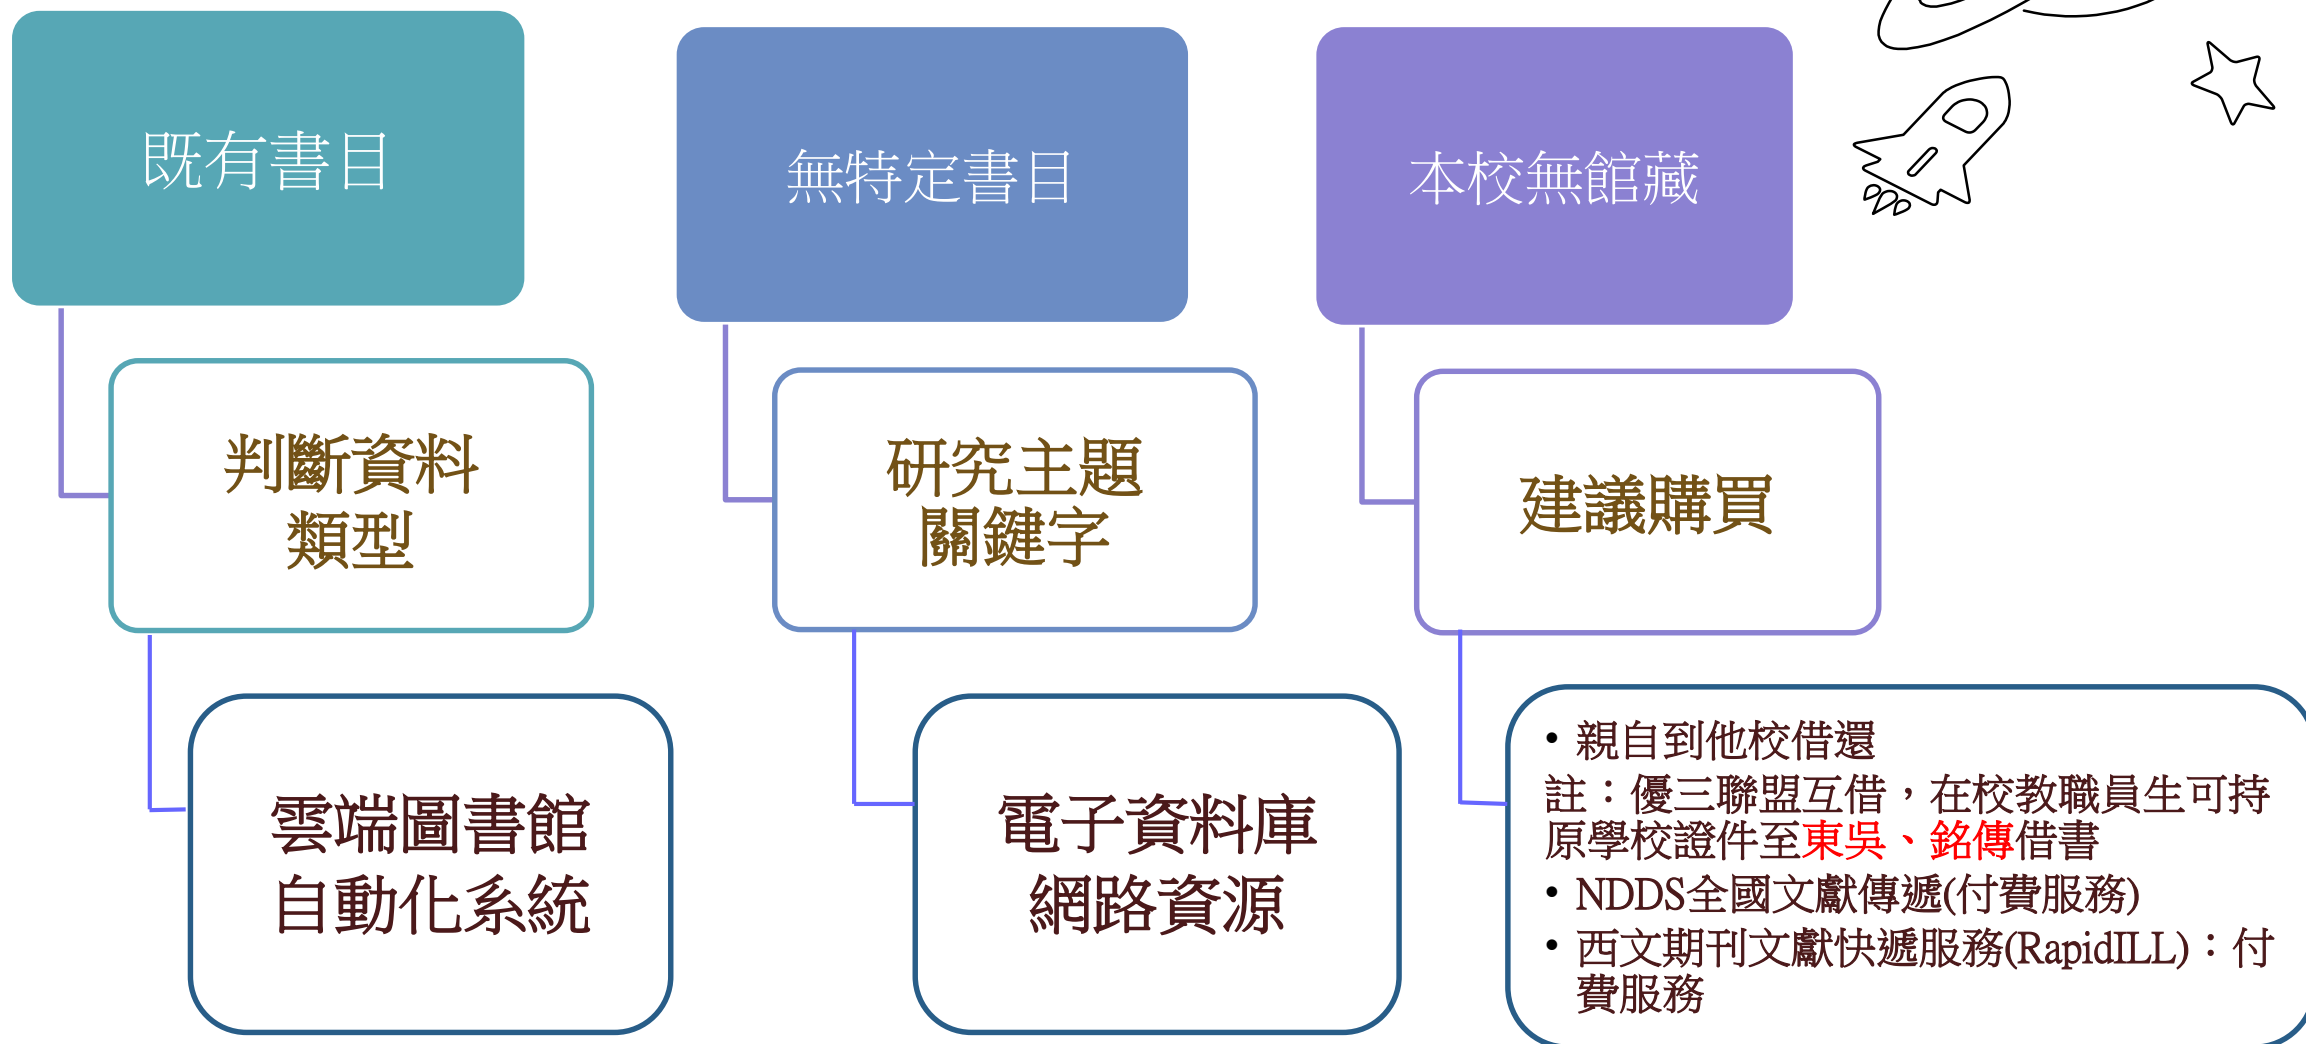 既有書目
無特定書目
本校無館藏
判斷資料
類型
研究主題
關鍵字
建議購買
雲端圖書館
自動化系統
電子資料庫
網路資源
• 親自到他校借還
註：優三聯盟互借，在校教職員生可持
原學校證件至東吳、銘傳借書
• NDDS全國文獻傳遞(付費服務)
• 西文期刊文獻快遞服務(RapidILL)：付
費服務